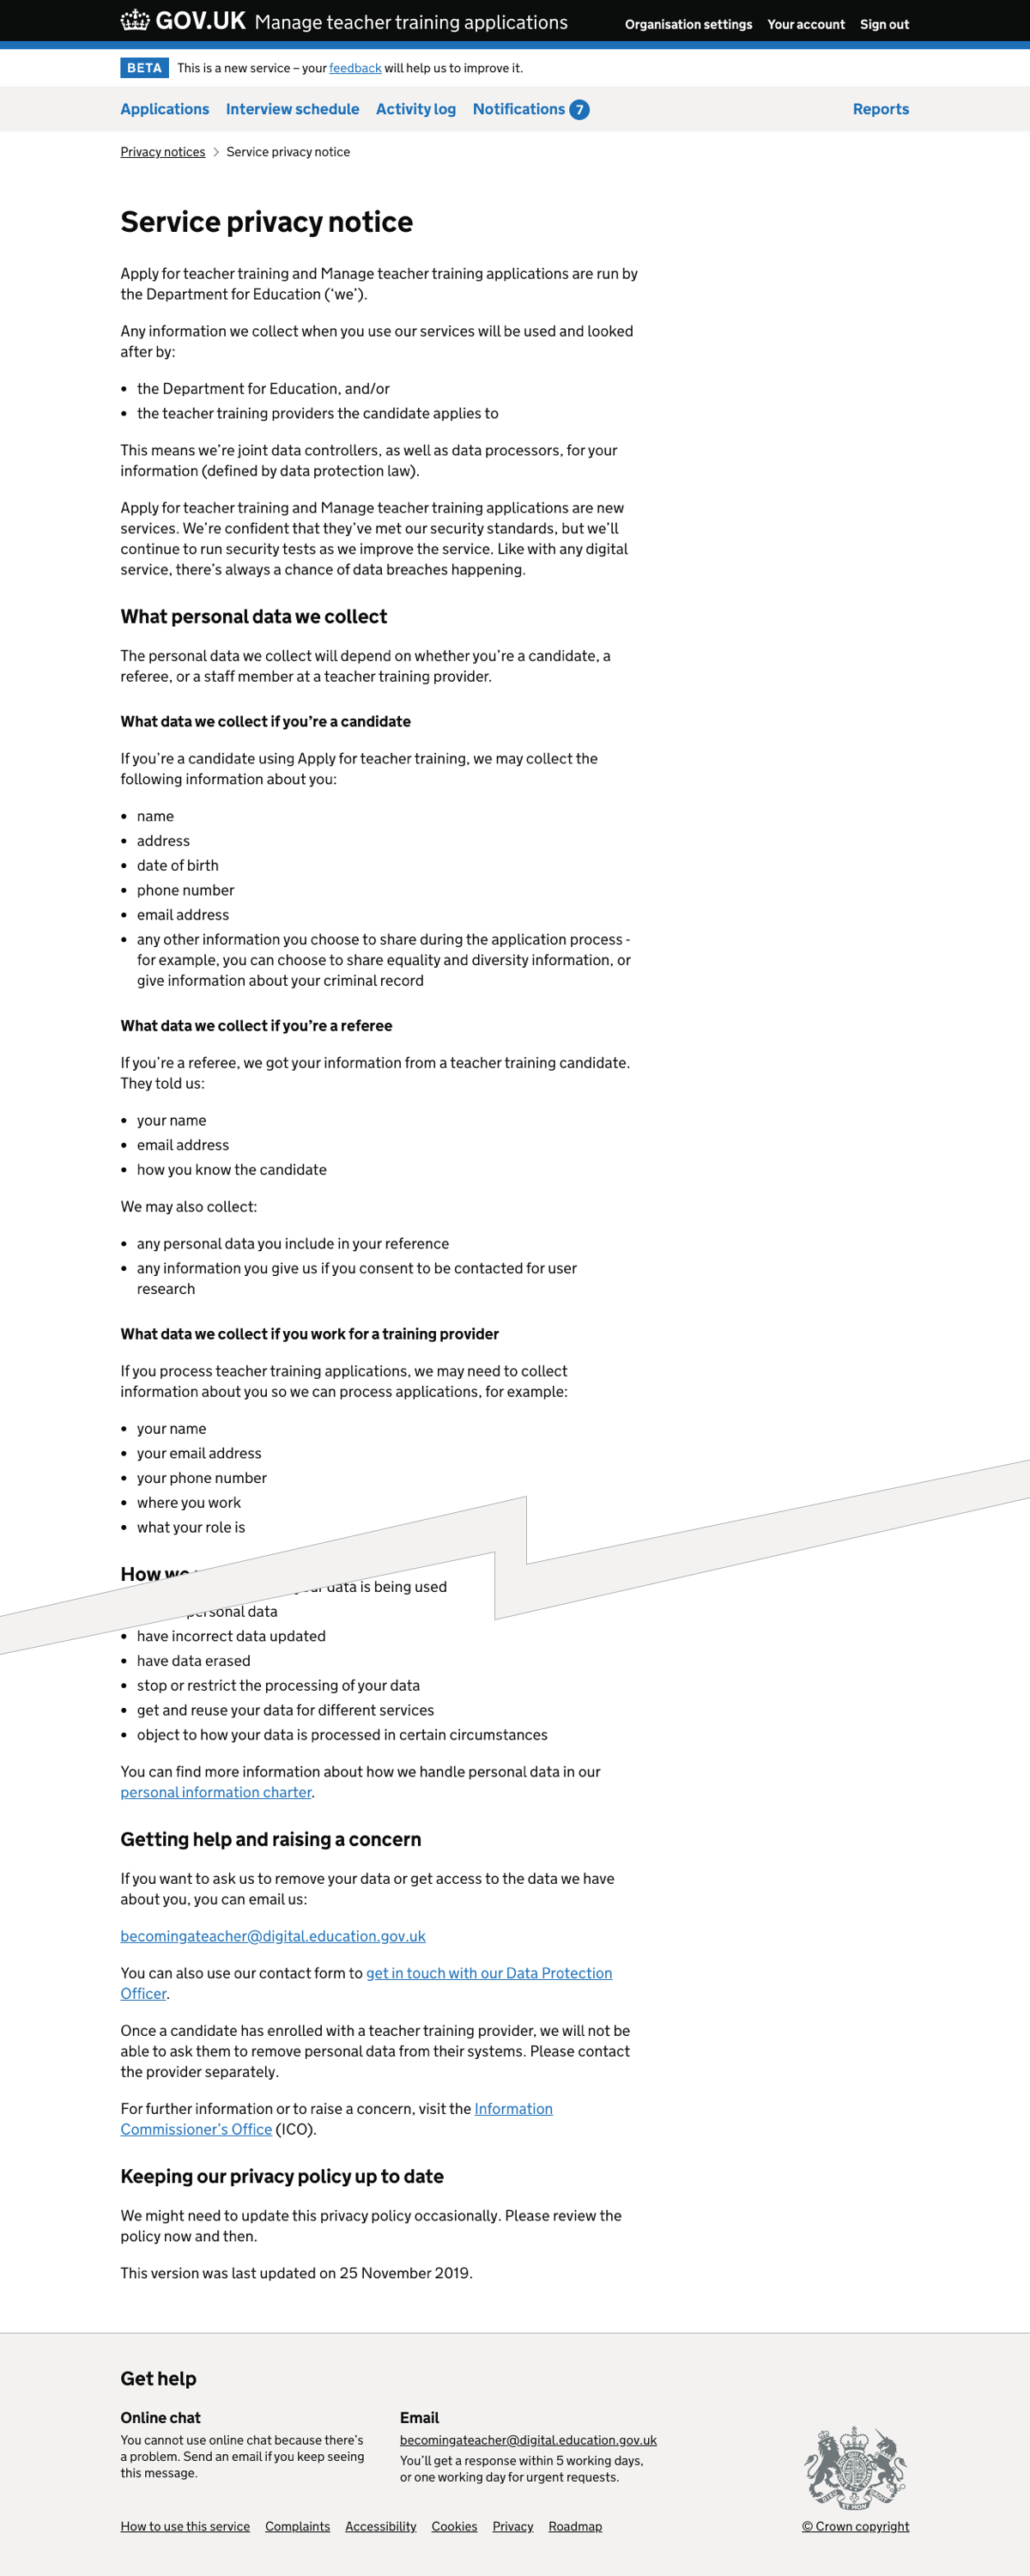 GOV.UK Manage teacher training applications Organisation settings Your account Sign out
BETA This is a new service – your feedback will help us to improve it.
Applications Interview schedule Activity log Notifications 7 Reports
Privacy notices Service privacy notice
Service privacy notice
Apply for teacher training and Manage teacher training applications are run by
the Department for Education (‘we’).
Any information we collect when you use our services will be used and looked
after by:
• the Department for Education, and/or
• the teacher training providers the candidate applies to
This means we’re joint data controllers, as well as data processors, for your
information (defined by data protection law).
Apply for teacher training and Manage teacher training applications are new
services. We’re confident that they’ve met our security standards, but we’ll
continue to run security tests as we improve the service. Like with any digital
service, there’s always a chance of data breaches happening.
What personal data we collect
The personal data we collect will depend on whether you’re a candidate, a
referee, or a staff member at a teacher training provider.
What data we collect if you’re a candidate
If you’re a candidate using Apply for teacher training, we may collect the
following information about you:
• name
• address
• date of birth
• phone number
• email address
• any other information you choose to share during the application process -
for example, you can choose to share equality and diversity information, or
give information about your criminal record
What data we collect if you’re a referee
If you’re a referee, we got your information from a teacher training candidate.
They told us:
• your name
• email address
• how you know the candidate
We may also collect:
• any personal data you include in your reference
• any information you give us if you consent to be contacted for user
research
What data we collect if you work for a training provider
If you process teacher training applications, we may need to collect
information about you so we can process applications, for example:
• your name
• your email address
• your phone number
• where you work
• what your role is
How we
your data is being used
personal data
• have incorrect data updated
• have data erased
• stop or restrict the processing of your data
• get and reuse your data for different services
• object to how your data is processed in certain circumstances
You can find more information about how we handle personal data in our
personal information charter.
Getting help and raising a concern
If you want to ask us to remove your data or get access to the data we have
about you, you can email us:
becomingateacher@digital.education.gov.uk
You can also use our contact form to get in touch with our Data Protection
Officer.
Once a candidate has enrolled with a teacher training provider, we will not be
able to ask them to remove personal data from their systems. Please contact
the provider separately.
For further information or to raise a concern, visit the Information
Commissioner’s Office (ICO).
Keeping our privacy policy up to date
We might need to update this privacy policy occasionally. Please review the
policy now and then.
This version was last updated on 25 November 2019.
Get help
Online chat
You cannot use online chat because there’s
a problem. Send an email if you keep seeing
this message.
Email
becomingateacher@digital.education.gov.uk
You’ll get a response within 5 working days,
or one working day for urgent requests.
How to use this service Complaints Accessibility Cookies Privacy Roadmap © Crown copyright